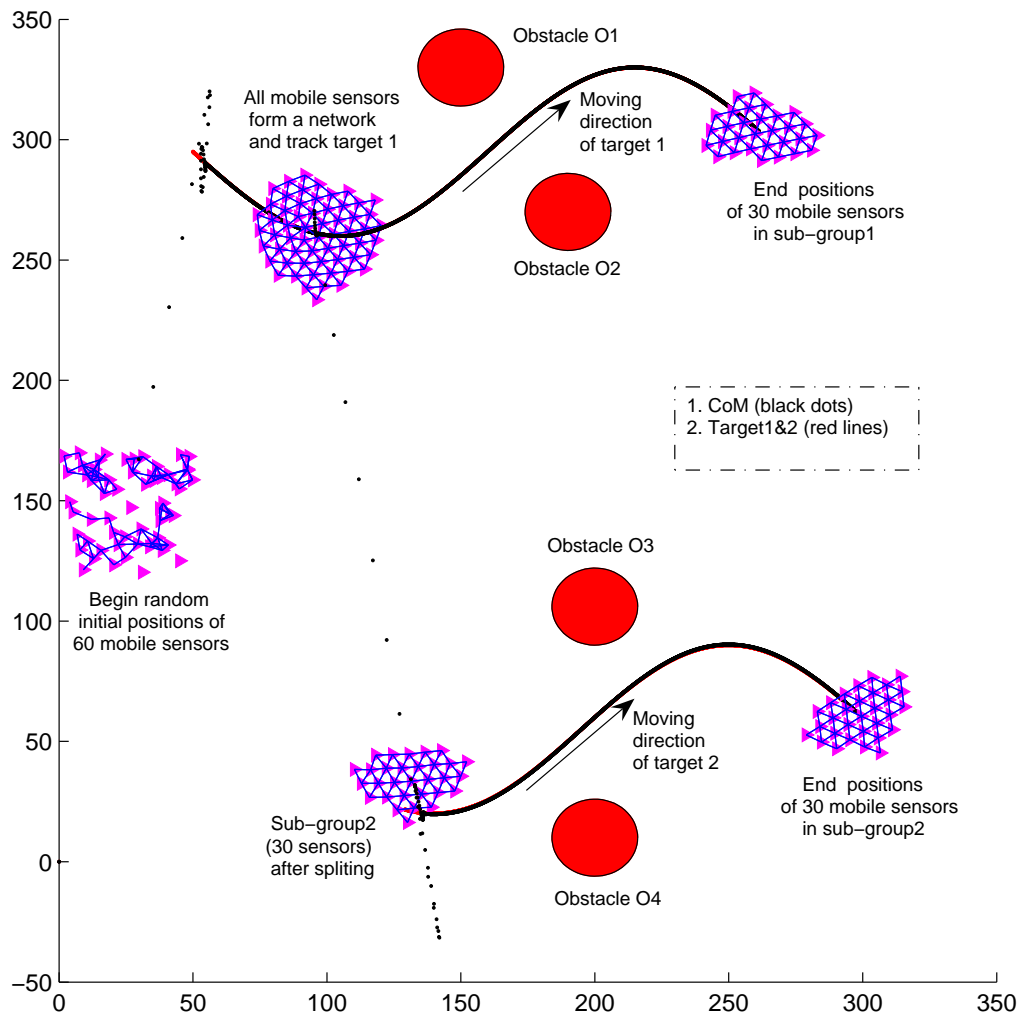 350
300
250
200
150
100
50
0
−50
0
50
100
150
200
250
300
350
Obstacle O1
All mobile sensors
form a network
and track target 1
Moving
direction
of target 1
End positions
of 30 mobile sensors
in sub−group1
Obstacle O2
1. CoM (black dots)
2. Target1&2 (red lines)
Begin random
initial positions of
60 mobile sensors
Obstacle O3
Moving
direction
of target 2
End positions
of 30 mobile sensors
in sub−group2
Sub−group2
(30 sensors)
after spliting
Obstacle O4